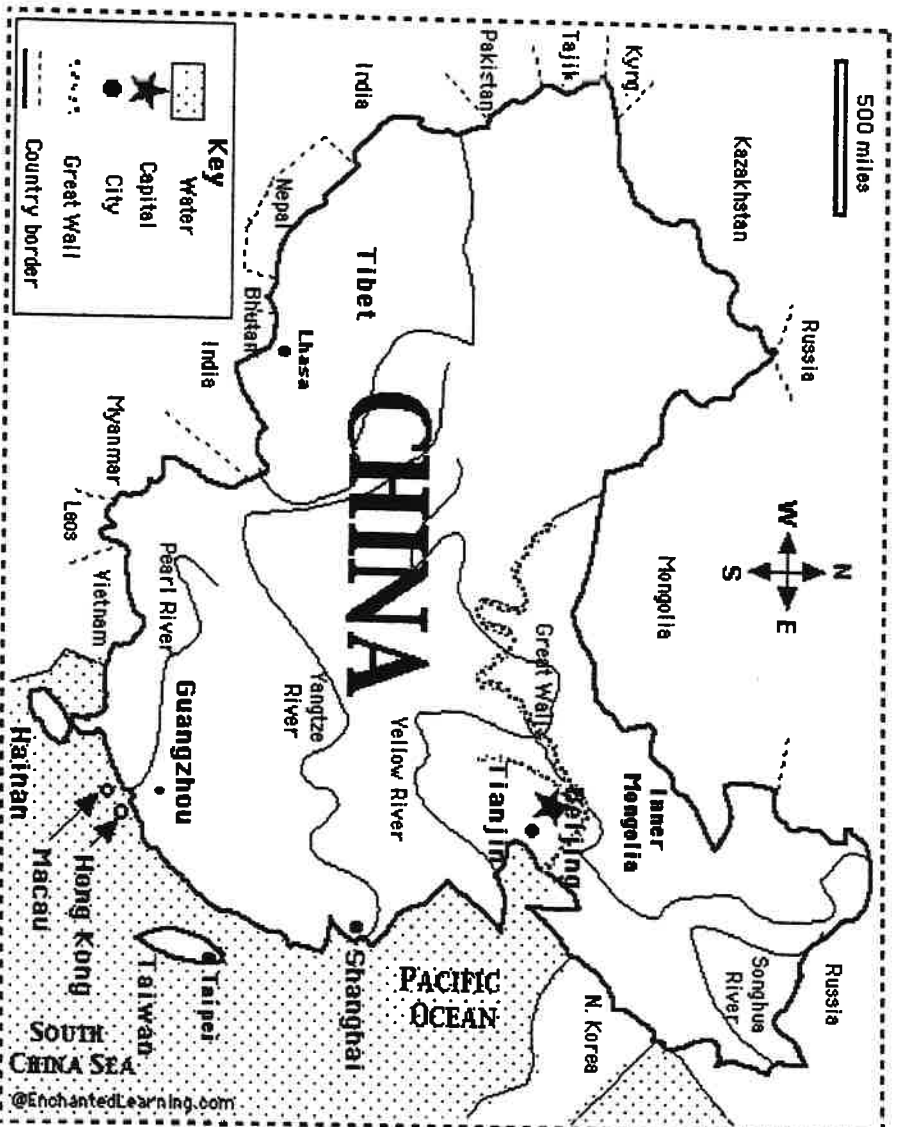 500 miles
Kazakhstan
Russia
Kyrg.
Tajik
Pakistan
India
W
N
E
S
Mongolia
Russia
Songhua
River
Inner
Mongolia
Great Wall
Beijing
Tianjin
N. Korea
Yellow River
PACIFIC
OCEAN
CHINA
Tibet
Lhasa
Nepal
Bhutan
India
Myanmar
Laos
Vietnam
Yangtze
River
Shanghai
Pearl River
Guangzhou
Taipei
Taiwan
Hong Kong
Macau
Hainan
SOUTH
CHINA SEA
Key
Water
Capital
City
Great Wall
Country border
@EnchantedLearning.com